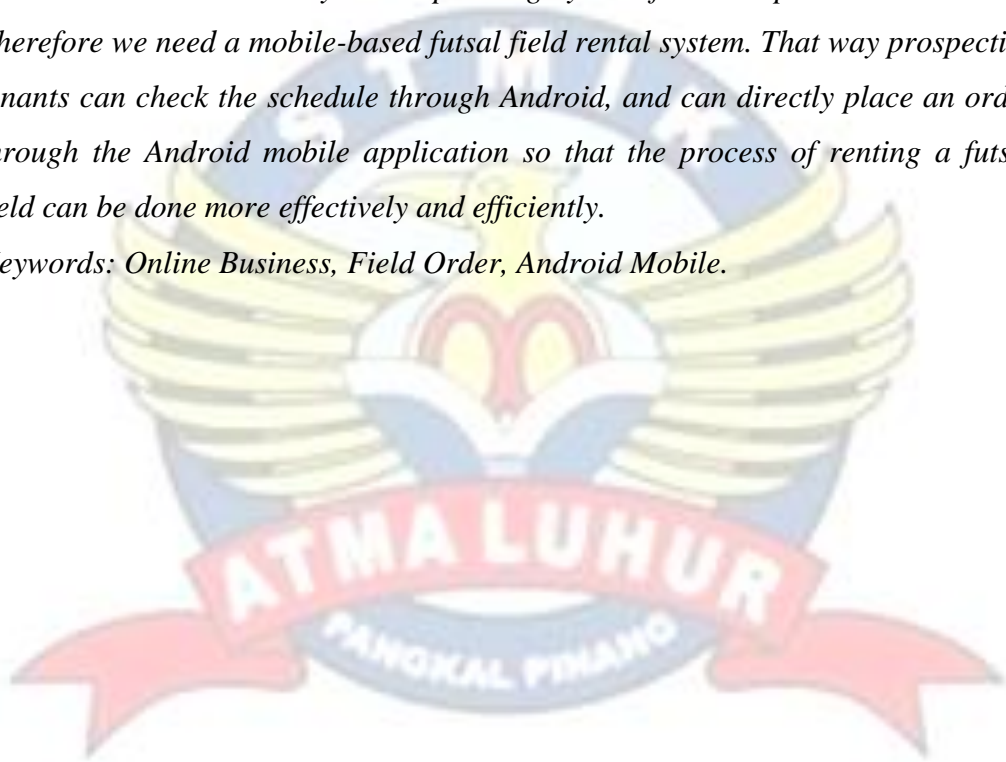 herefore we need a mobile-based futsal field rental system. That way prospecti
nants can check the schedule through Android, and can directly place an ord
rough the Android mobile application so that the process of renting a futs
eld can be done more effectively and efficiently.
eywords: Online Business, Field Order, Android Mobile.
STMIK
ATMA LUHUR
PANGKAL PINANG